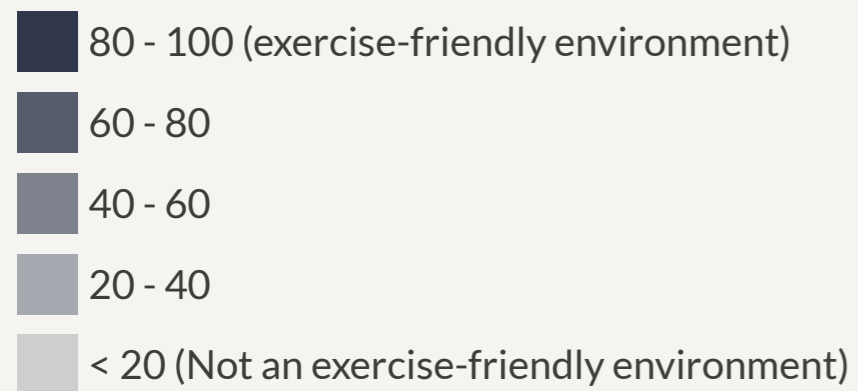 80 - 100 (exercise-friendly environment)
60 - 80
40 - 60
20 - 40
< 20 (Not an exercise-friendly environment)